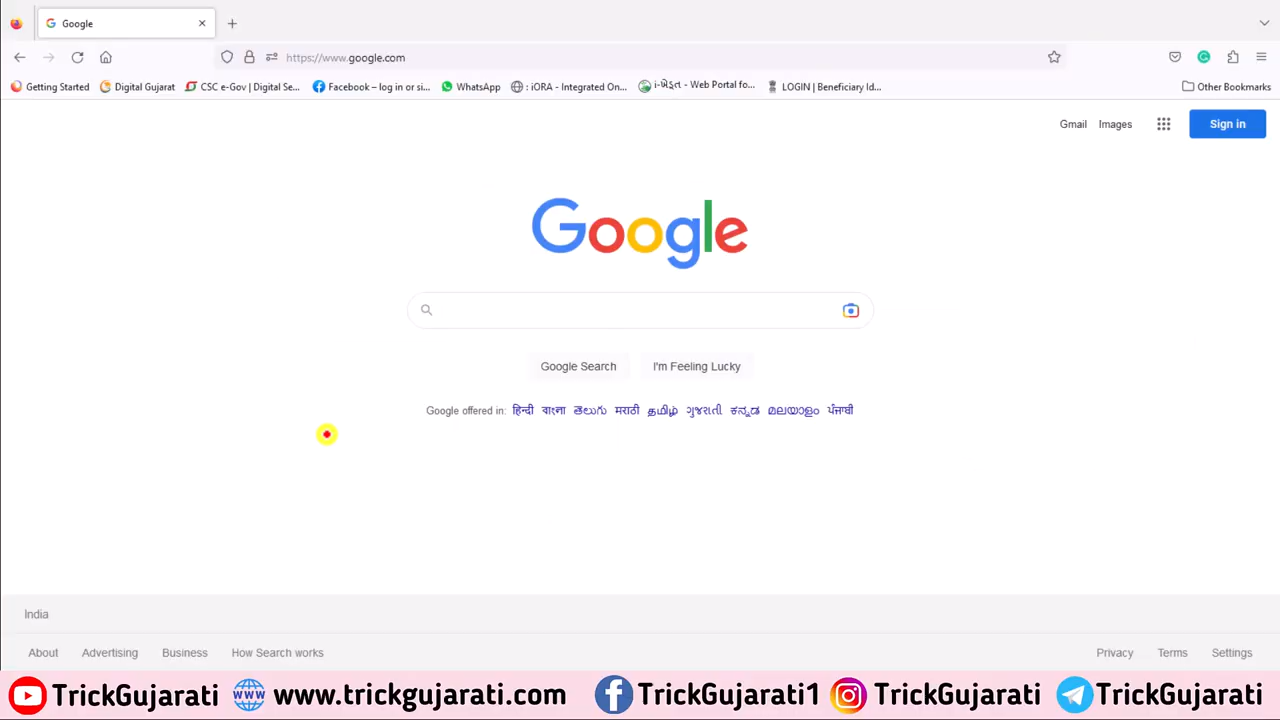 Google
https://www.google.com
Getting Started Digital Gujarat CSC e-Gov | Digital Se... Facebook – log in or si... WhatsApp : iORA - Integrated On... i-ખેડૂત - Web Portal fo... LOGIN | Beneficiary Id... Other Bookmarks
Gmail Images Sign in
Google
Google Search I'm Feeling Lucky
Google offered in: हिन्दी বাংলা తెలుగు मराठी தமிழ் ગુજરાતી ಕನ್ನಡ മലയാളം ਪੰਜਾਬੀ
India
About Advertising Business How Search works Privacy Terms Settings
TrickGujarati www.trickgujarati.com TrickGujarati1 TrickGujarati TrickGujarati